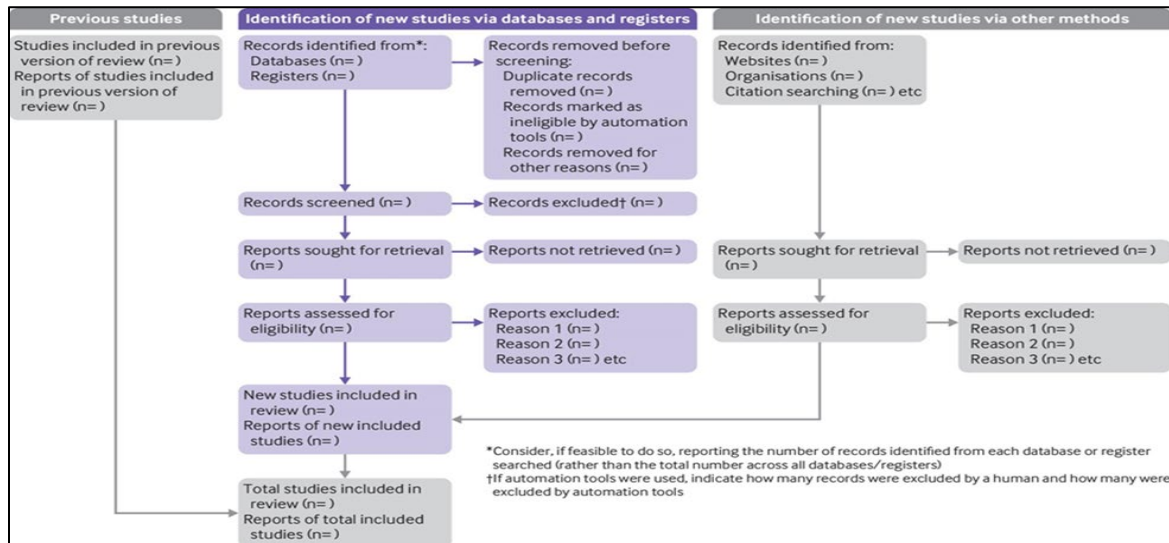 Previous studies
Identification of new studies via databases and registers
Identification of new studies via other methods
Studies included in previous
version of review (n= )
Reports of studies included
in previous version of
review (n= )
Records identified from*:
Databases (n= )
Registers (n= )
Records removed before
screening:
Duplicate records
removed (n= )
Records marked as
ineligible by automation
tools (n= )
Records removed for
other reasons (n= )
Records identified from:
Websites (n= )
Organisations (n= )
Citation searching (n= ) etc
Records screened (n= )
Records excluded† (n= )
Reports sought for retrieval
(n= )
Reports not retrieved (n= )
Reports sought for retrieval
(n= )
Reports not retrieved (n= )
Reports assessed for
eligibility (n= )
Reports excluded:
Reason 1 (n= )
Reason 2 (n= )
Reason 3 (n= ) etc
Reports assessed for
eligibility (n= )
Reports excluded:
Reason 1 (n= )
Reason 2 (n= )
Reason 3 (n= ) etc
New studies included in
review (n= )
Reports of new included
studies (n= )
*Consider, if feasible to do so, reporting the number of records identified from each database or register
searched (rather than the total number across all databases/registers)
†If automation tools were used, indicate how many records were excluded by a human and how many were
excluded by automation tools
Total studies included in
review (n= )
Reports of total included
studies (n= )